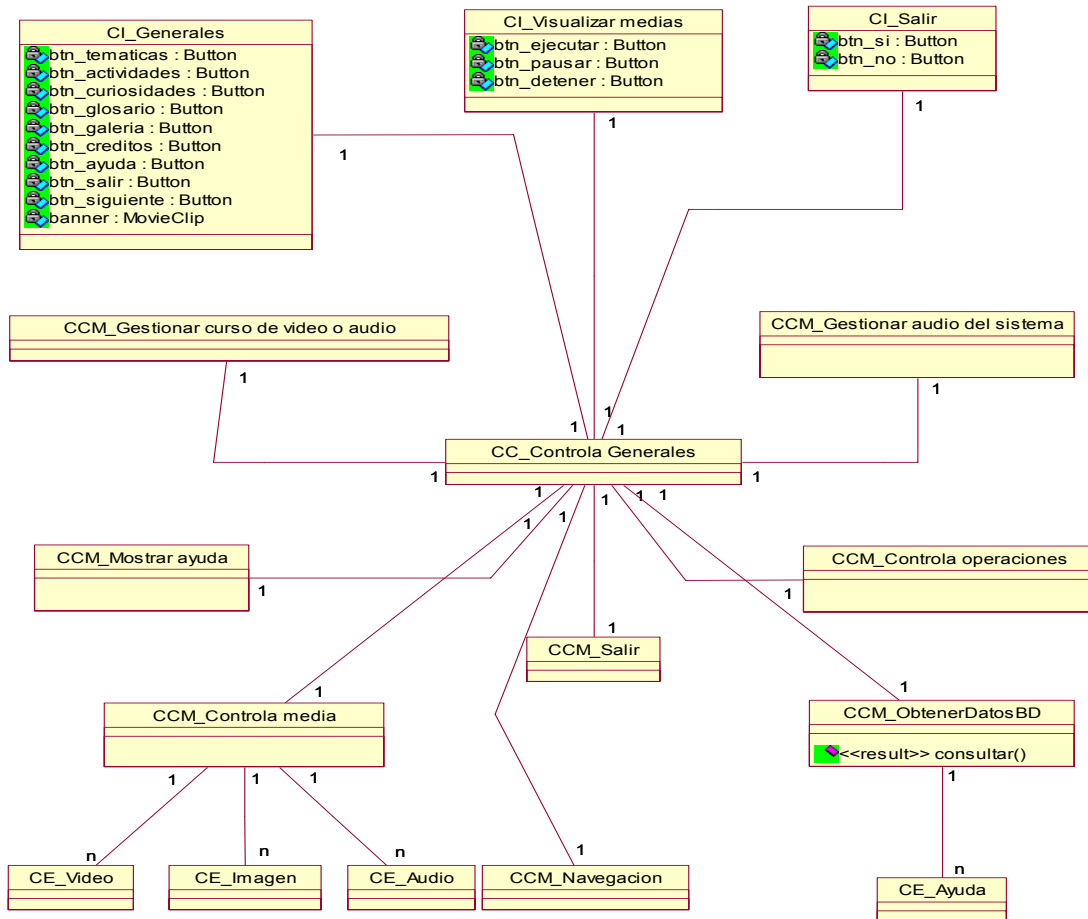 CI_Generales
btn_tematicas : Button
btn_actividades : Button
btn_curiosidades : Button
btn_glosario : Button
btn_galeria : Button
btn_creditos : Button
btn_ayuda : Button
btn_salir : Button
btn_siguiente : Button
banner : MovieClip
CI_Visualizar medias
btn_ejecutar : Button
btn_pausar : Button
btn_detener : Button
CI_Salir
btn_si : Button
btn_no : Button
1
1
1
CCM_Gestionar curso de video o audio
CCM_Gestionar audio del sistema
1
1
1
1
1
CC_Controla Generales
1
1
1
1
1
1
1
1
CCM_Mostrar ayuda
1
CCM_Controla operaciones
1
1
CCM_Salir
1
CCM_Controla media
1
CCM_ObtenerDatosBD
<<result>> consultar()
1
1
1
1
n
n
n
1
n
CE_Video
CE_Imagen
CE_Audio
CCM_Navegacion
CE_Ayuda